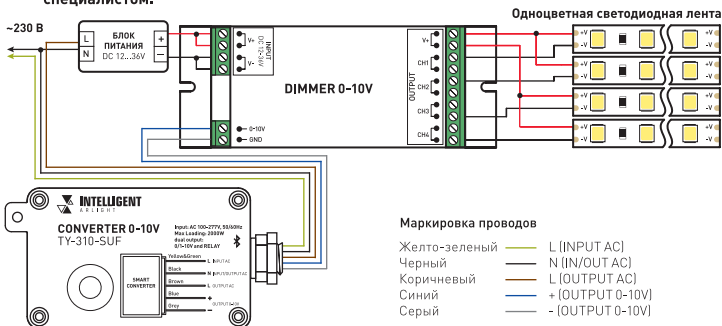 специалистом.
Одноцветная светодиодная лента
~230 В
L
N
БЛОК
ПИТАНИЯ
DC 12...36V
+
–
V+
V-
INPUT
DC 12-36V
DIMMER 0-10V
0-10V
GND
OUTPUT
V+
CH1
CH2
CH3
CH4
+V
-V
+V
-V
+V
-V
+V
-V
+V
-V
+V
-V
+V
-V
+V
-V
INTELLIGENT
ARLIGHT
CONVERTER 0-10V
TY-310-SUF
Input: AC 100-277V, 50/60Hz
Max Loading: 2000W
dual output:
0/1-10V and RELAY
SMART
CONVERTER
Yellow&Green
L INPUT AC
Black
N INPUT/OUTPUT AC
Brown
L OUTPUT AC
Blue
+
Grey
–
OUTPUT 0-10V
Маркировка проводов
Желто-зеленый L (INPUT AC)
Черный N (IN/OUT AC)
Коричневый L (OUTPUT AC)
Синий + (OUTPUT 0-10V)
Серый - (OUTPUT 0-10V)